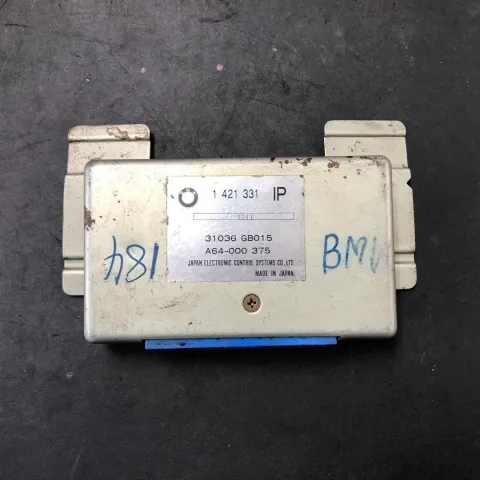 1 421 331 IP
31036 GB015
A64-000 375
JAPAN ELECTRONIC CONTROL SYSTEMS CO., LTD.
MADE IN JAPAN
184
BMW